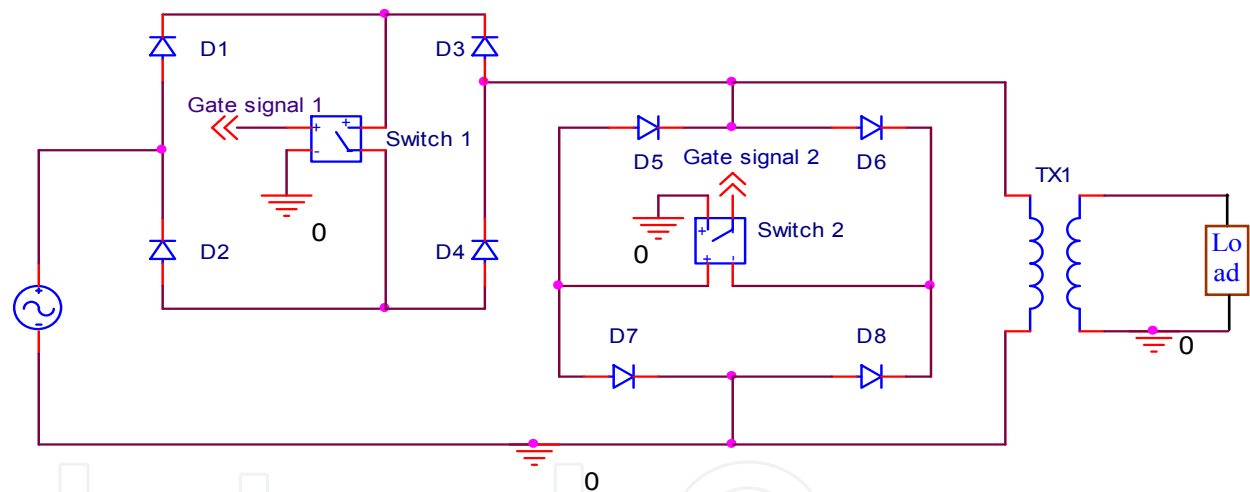 D1
D3
Gate signal 1
+
+
-
Switch 1
0
D2
D4
D5
Gate signal 2
D6
+
Switch 2
+
-
0
D7
D8
TX1
Lo
ad
0
+
-
0